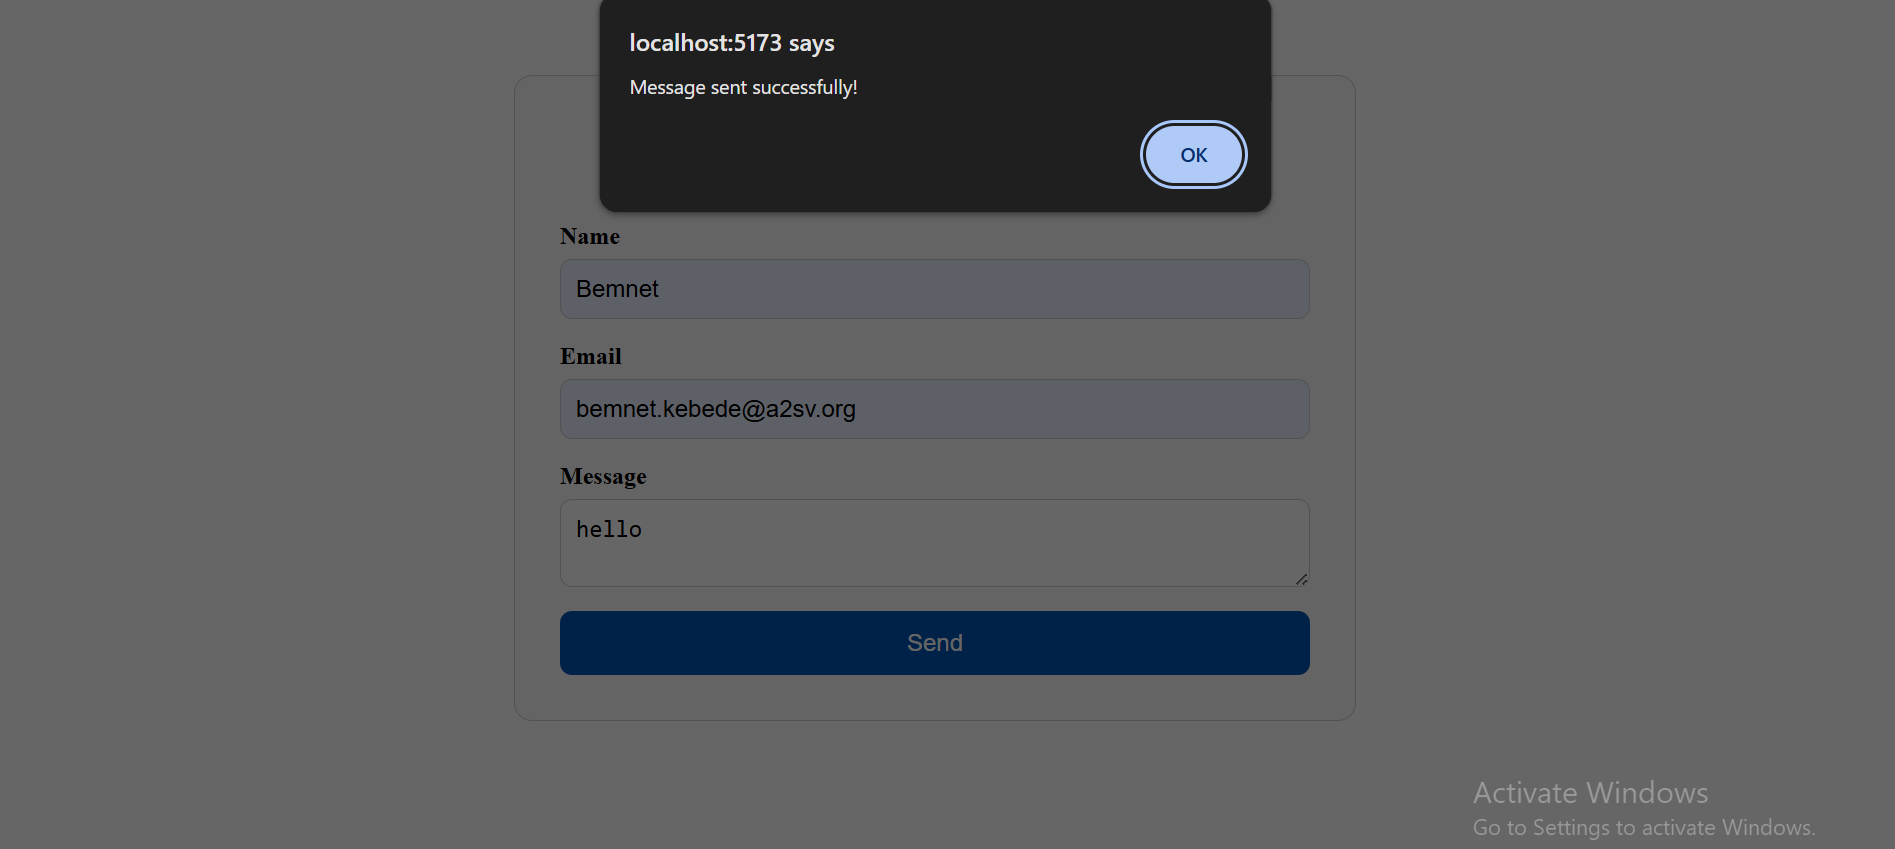 localhost:5173 says
Message sent successfully!
OK
Name
Bemnet
Email
bemnet.kebede@a2sv.org
Message
hello
Send
Activate Windows
Go to Settings to activate Windows.